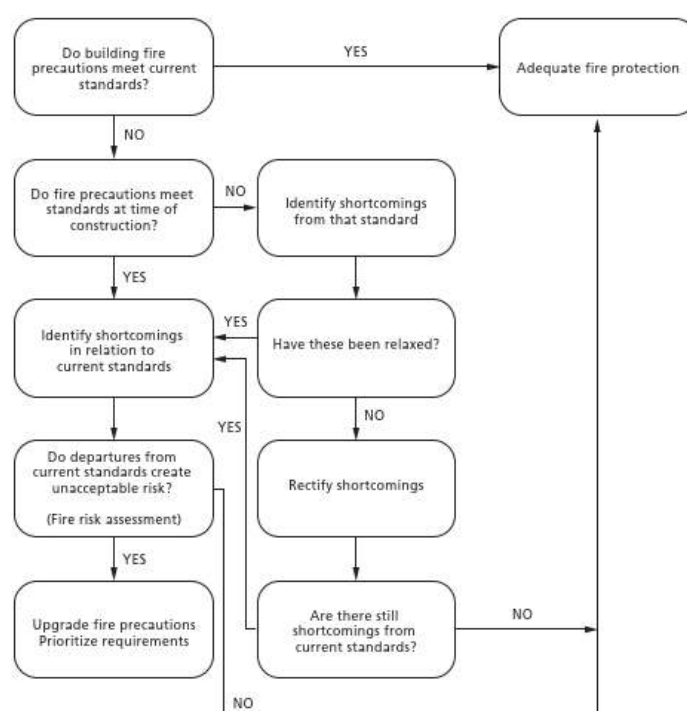 Do building fire
precautions meet current
standards?
YES
Adequate fire protection
NO
Do fire precautions meet
standards at time of
construction?
NO
Identify shortcomings
from that standard
YES
Identify shortcomings
in relation to
current standards
YES
Have these been relaxed?
NO
YES
Do departures from
current standards create
unacceptable risk?
(Fire risk assessment)
Rectify shortcomings
YES
Upgrade fire precautions
Prioritize requirements
Are there still
shortcomings from
current standards?
NO
NO